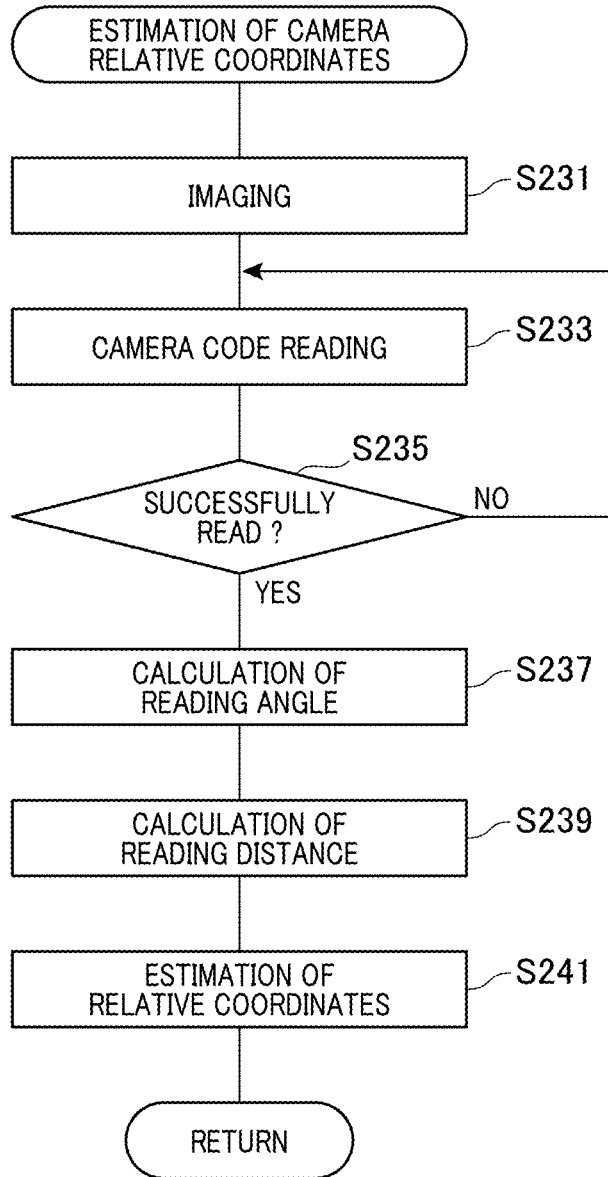 ESTIMATION OF CAMERA
RELATIVE COORDINATES
IMAGING
S231
CAMERA CODE READING
S233
S235
SUCCESSFULLY
READ ?
NO
YES
CALCULATION OF
READING ANGLE
S237
CALCULATION OF
READING DISTANCE
S239
ESTIMATION OF
RELATIVE COORDINATES
S241
RETURN